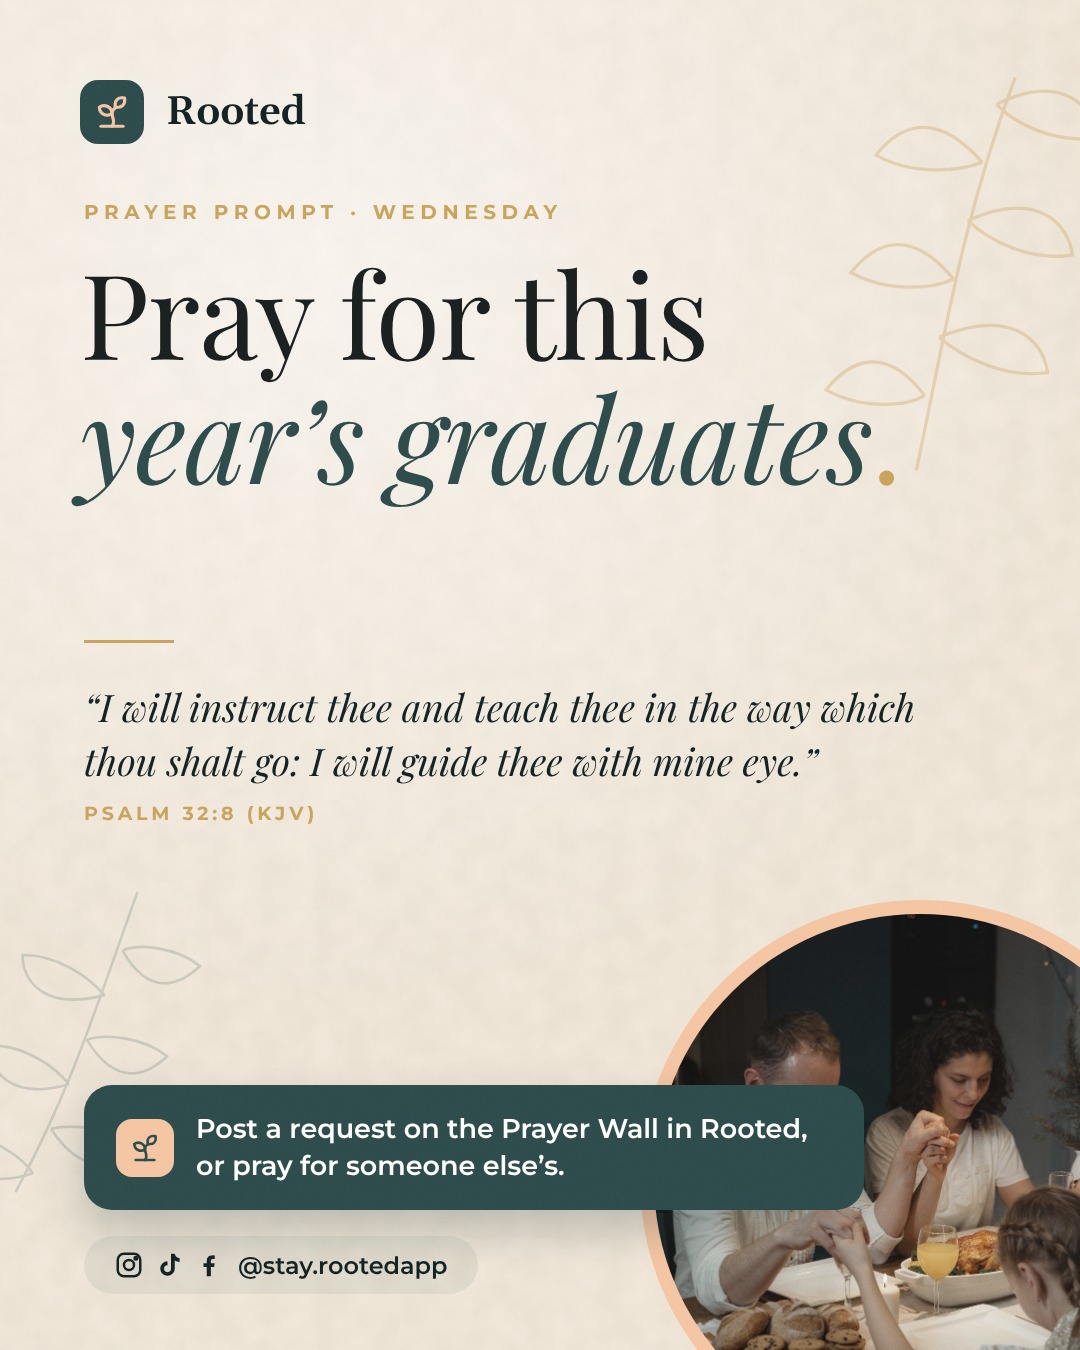 Rooted
PRAYER PROMPT · WEDNESDAY
Pray for this
year’s graduates.
“I will instruct thee and teach thee in the way which
thou shalt go: I will guide thee with mine eye.”
PSALM 32:8 (KJV)
Post a request on the Prayer Wall in Rooted,
or pray for someone else’s.
@stay.rootedapp